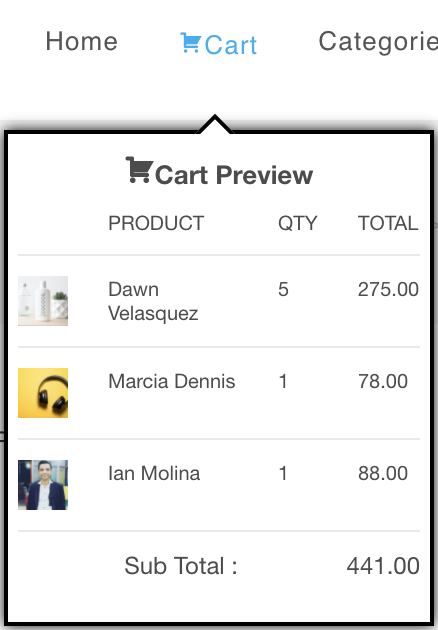 Home Cart Categorie
Cart Preview
PRODUCT QTY TOTAL
Dawn 5 275.00
Velasquez
Marcia Dennis 1 78.00
Ian Molina 1 88.00
Sub Total : 441.00